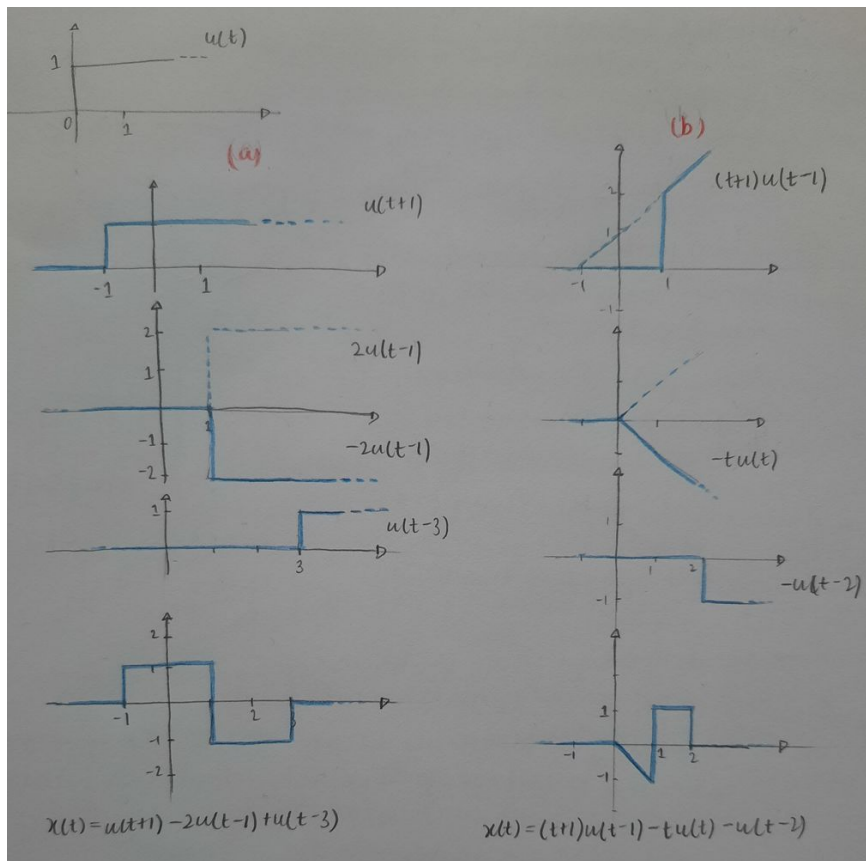 u(t)
1
0
1
(a)
u(t+1)
-1
1
2
1
2u(t-1)
1
-1
-2u(t-1)
-2
1
u(t-3)
3
2
-1
2
-1
-2
x(t)=u(t+1)-2u(t-1)+u(t-3)
(b)
2
(t+1)u(t-1)
1
-1
1
-1
-tu(t)
1
1
2
-u(t-2)
-1
1
-1
1
2
-1
x(t)=(t+1)u(t-1)-tu(t)-u(t-2)